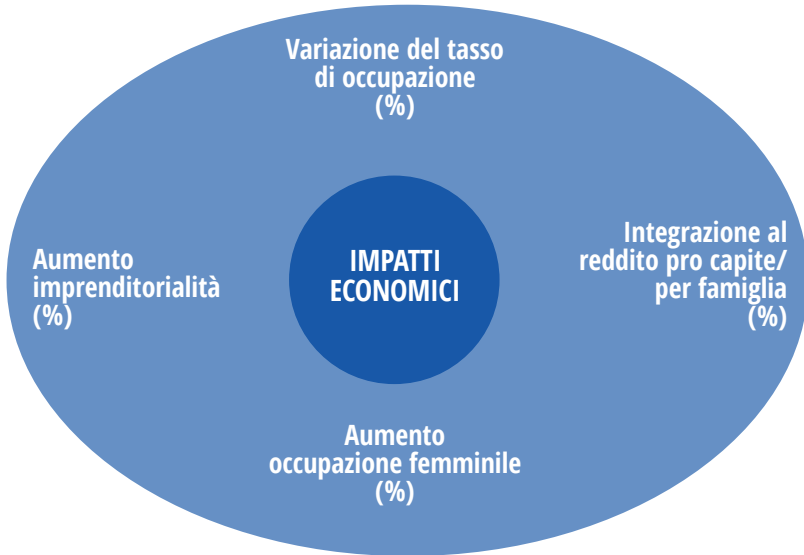 Variazione del tasso
di occupazione
(%)
Aumento
imprenditorialità
(%)
IMPATTI
ECONOMICI
Integrazione al
reddito pro capite/
per famiglia
(%)
Aumento
occupazione femminile
(%)